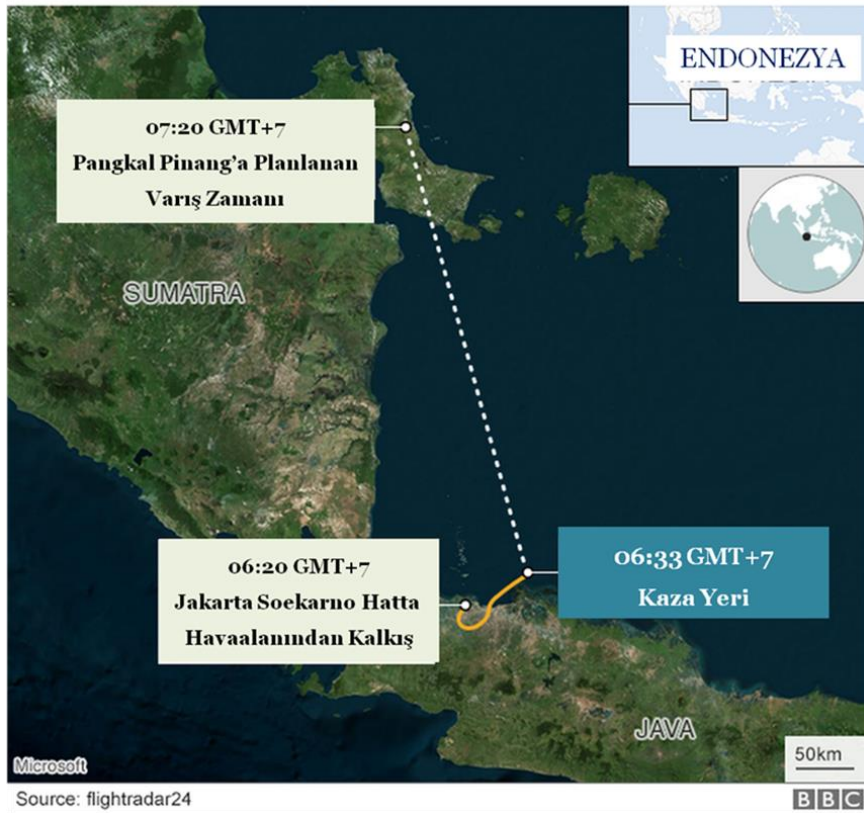 ENDONEZYA
07:20 GMT+7
Pangkal Pinang’a Planlanan
Varış Zamanı
SUMATRA
06:20 GMT+7
Jakarta Soekarno Hatta
Havaalanından Kalkış
06:33 GMT+7
Kaza Yeri
JAVA
50km
Microsoft
Source: flightradar24
BBC